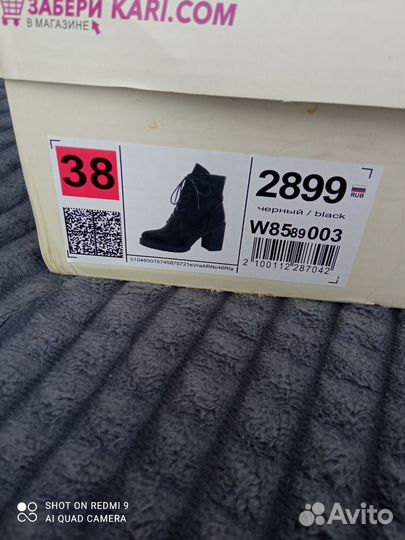 ЗАБЕРИ KARI.COM
В МАГАЗИНЕ
38
2899
RUB
черный / black
W8589003
2100112287042
010465015745875721eVraARNc46Rfa
SHOT ON REDMI 9
AI QUAD CAMERA
Avito